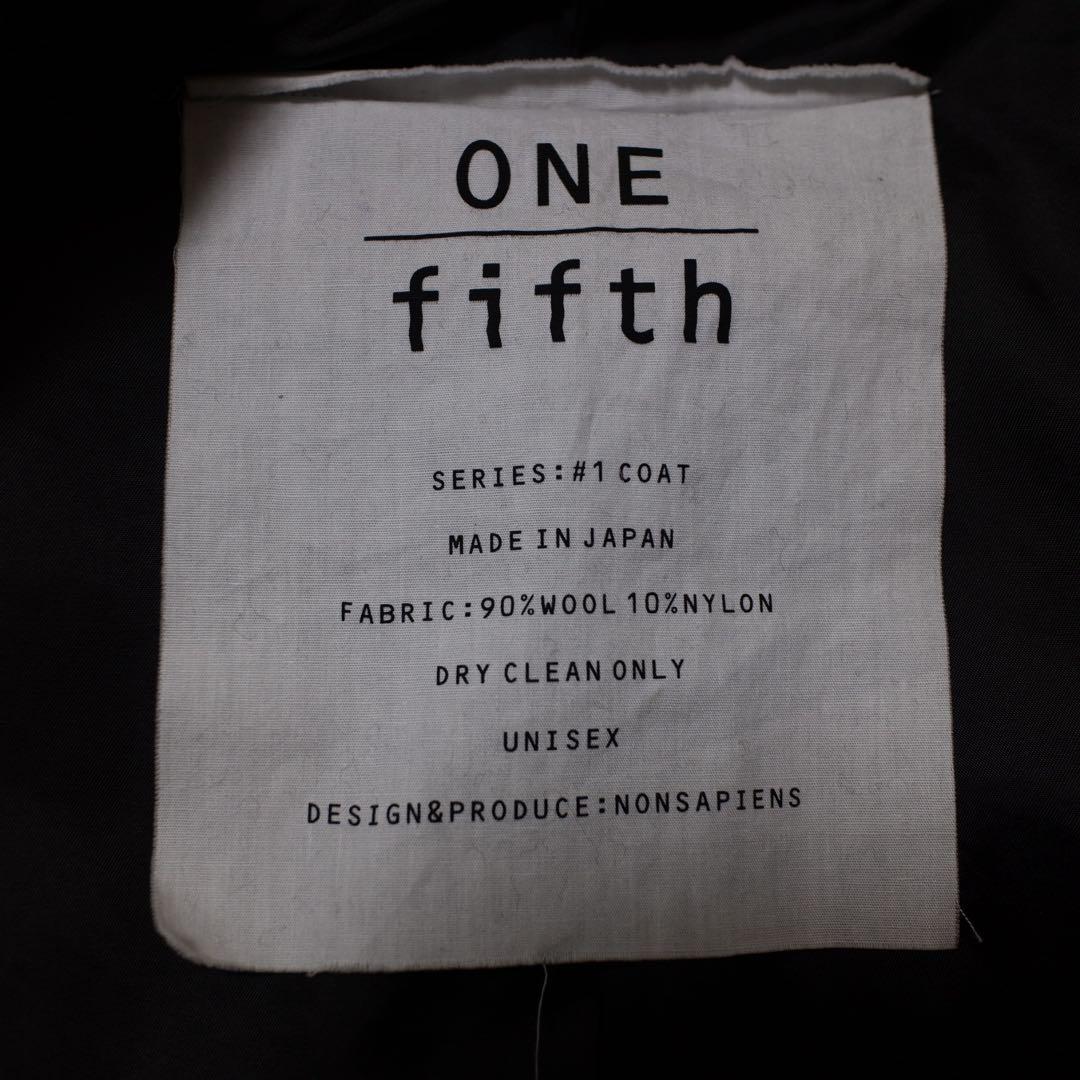 ONE
fifth
SERIES:#1 COAT
MADE IN JAPAN
FABRIC:90%WOOL 10%NYLON
DRY CLEAN ONLY
UNISEX
DESIGN&PRODUCE:NONSAPIENS